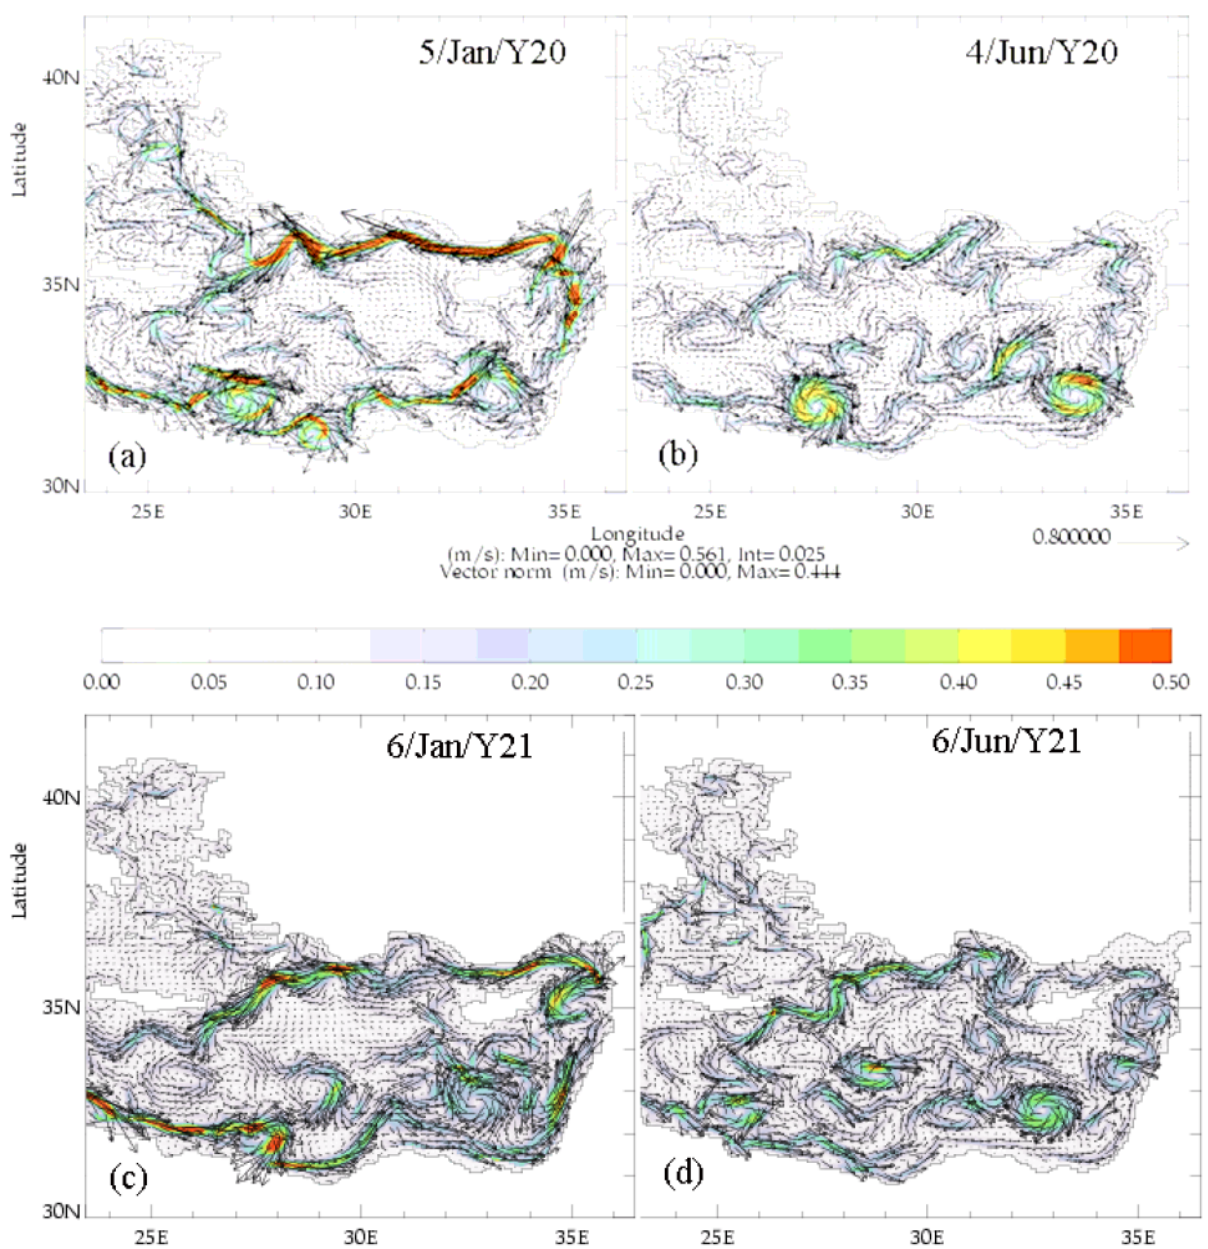 5/Jan/Y20
4/Jun/Y20
40N
Latitude
35N
30N
(a)
(b)
25E
30E
35E
25E
30E
35E
Longitude
0.800000
(m/s): Min= 0.000, Max= 0.561, Int= 0.025
Vector norm (m/s): Min= 0.000, Max= 0.444
0.00
0.05
0.10
0.15
0.20
0.25
0.30
0.35
0.40
0.45
0.50
6/Jan/Y21
6/Jun/Y21
40N
Latitude
35N
30N
(c)
(d)
25E
30E
35E
25E
30E
35E